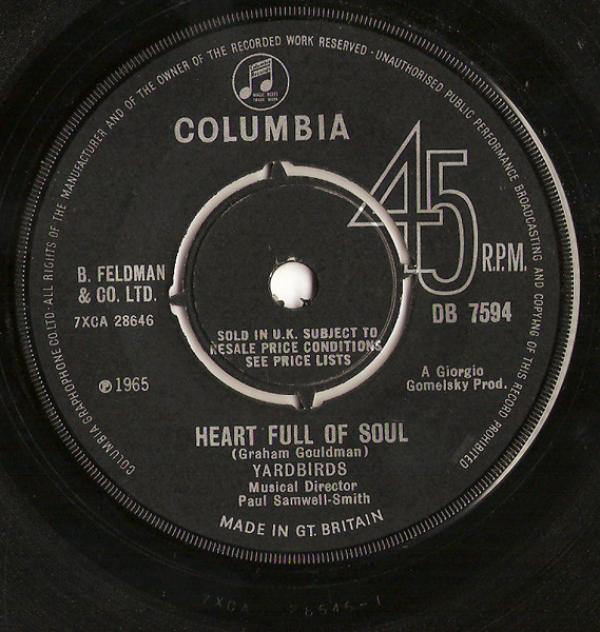 COLUMBIA GRAPHOPHONE CO LTD·ALL RIGHTS OF THE MANUFACTURER AND OF THE OWNER OF THE RECORDED WORK RESERVED · UNAUTHORISED PUBLIC PERFORMANCE BROADCASTING AND COPYING OF THIS RECORD PROHIBITED
COLUMBIA
45
R.P.M.
B. FELDMAN
& CO. LTD.
7XCA 28646
DB 7594
SOLD IN U.K. SUBJECT TO
RESALE PRICE CONDITIONS
SEE PRICE LISTS
℗ 1965
A Giorgio
Gomelsky Prod.
HEART FULL OF SOUL
(Graham Gouldman)
YARDBIRDS
Musical Director
Paul Samwell-Smith
MADE IN GT. BRITAIN